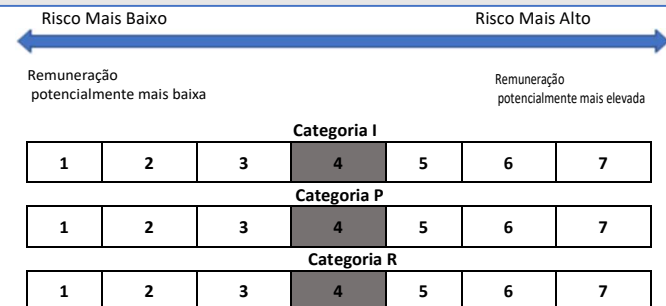 Risco Mais Baixo Risco Mais Alto
Remuneração Remuneração
potencialmente mais baixa potencialmente mais elevada
Categoria I
1 2 3 4 5 6 7
Categoria P
1 2 3 4 5 6 7
Categoria R
1 2 3 4 5 6 7